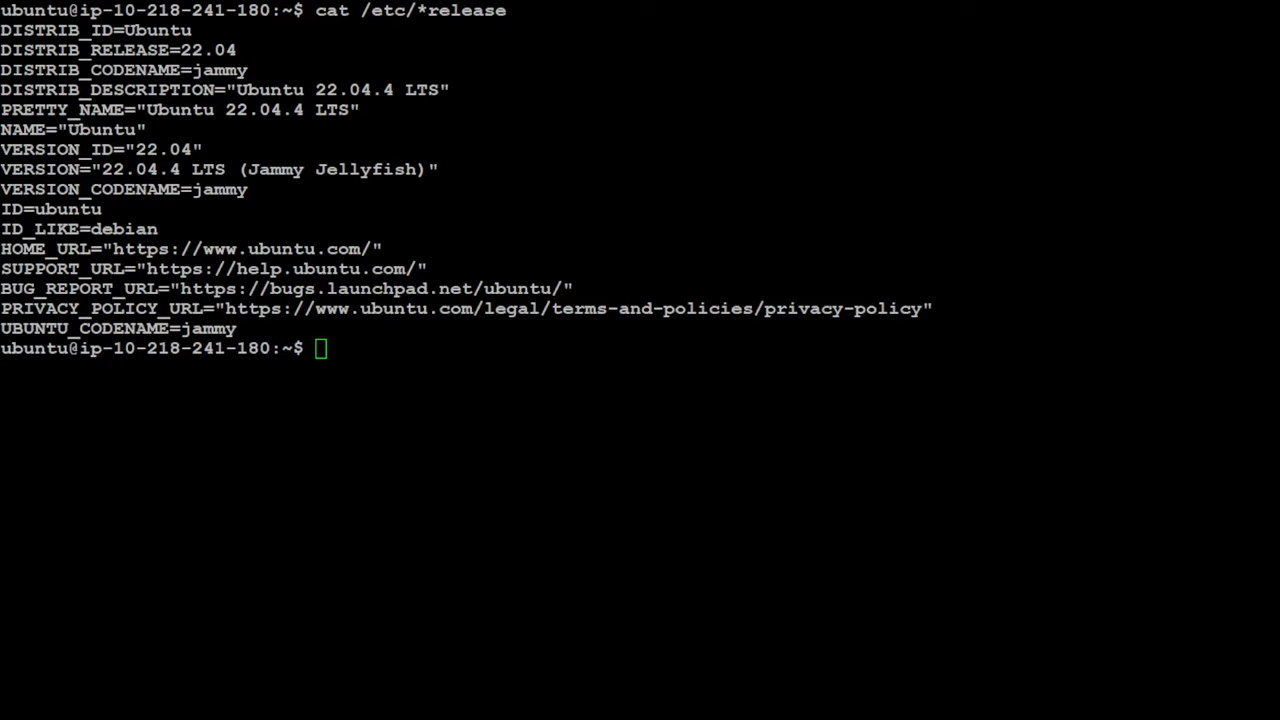 ubuntu@ip-10-218-241-180:~$ cat /etc/*release
DISTRIB_ID=Ubuntu
DISTRIB_RELEASE=22.04
DISTRIB_CODENAME=jammy
DISTRIB_DESCRIPTION="Ubuntu 22.04.4 LTS"
PRETTY_NAME="Ubuntu 22.04.4 LTS"
NAME="Ubuntu"
VERSION_ID="22.04"
VERSION="22.04.4 LTS (Jammy Jellyfish)"
VERSION_CODENAME=jammy
ID=ubuntu
ID_LIKE=debian
HOME_URL="https://www.ubuntu.com/"
SUPPORT_URL="https://help.ubuntu.com/"
BUG_REPORT_URL="https://bugs.launchpad.net/ubuntu/"
PRIVACY_POLICY_URL="https://www.ubuntu.com/legal/terms-and-policies/privacy-policy"
UBUNTU_CODENAME=jammy
ubuntu@ip-10-218-241-180:~$